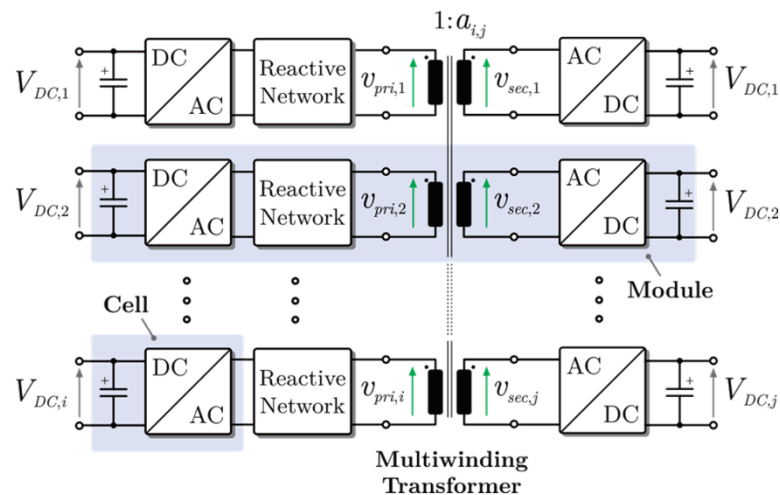 1:a_{i,j}
V_{DC,1}
+
DC
AC
Reactive
Network
v_{pri,1}
v_{sec,1}
AC
DC
+
V_{DC,1}
V_{DC,2}
+
DC
AC
Reactive
Network
v_{pri,2}
v_{sec,2}
AC
DC
+
V_{DC,2}
Cell
Module
V_{DC,i}
+
DC
AC
Reactive
Network
v_{pri,i}
v_{sec,j}
AC
DC
+
V_{DC,j}
Multiwinding
Transformer